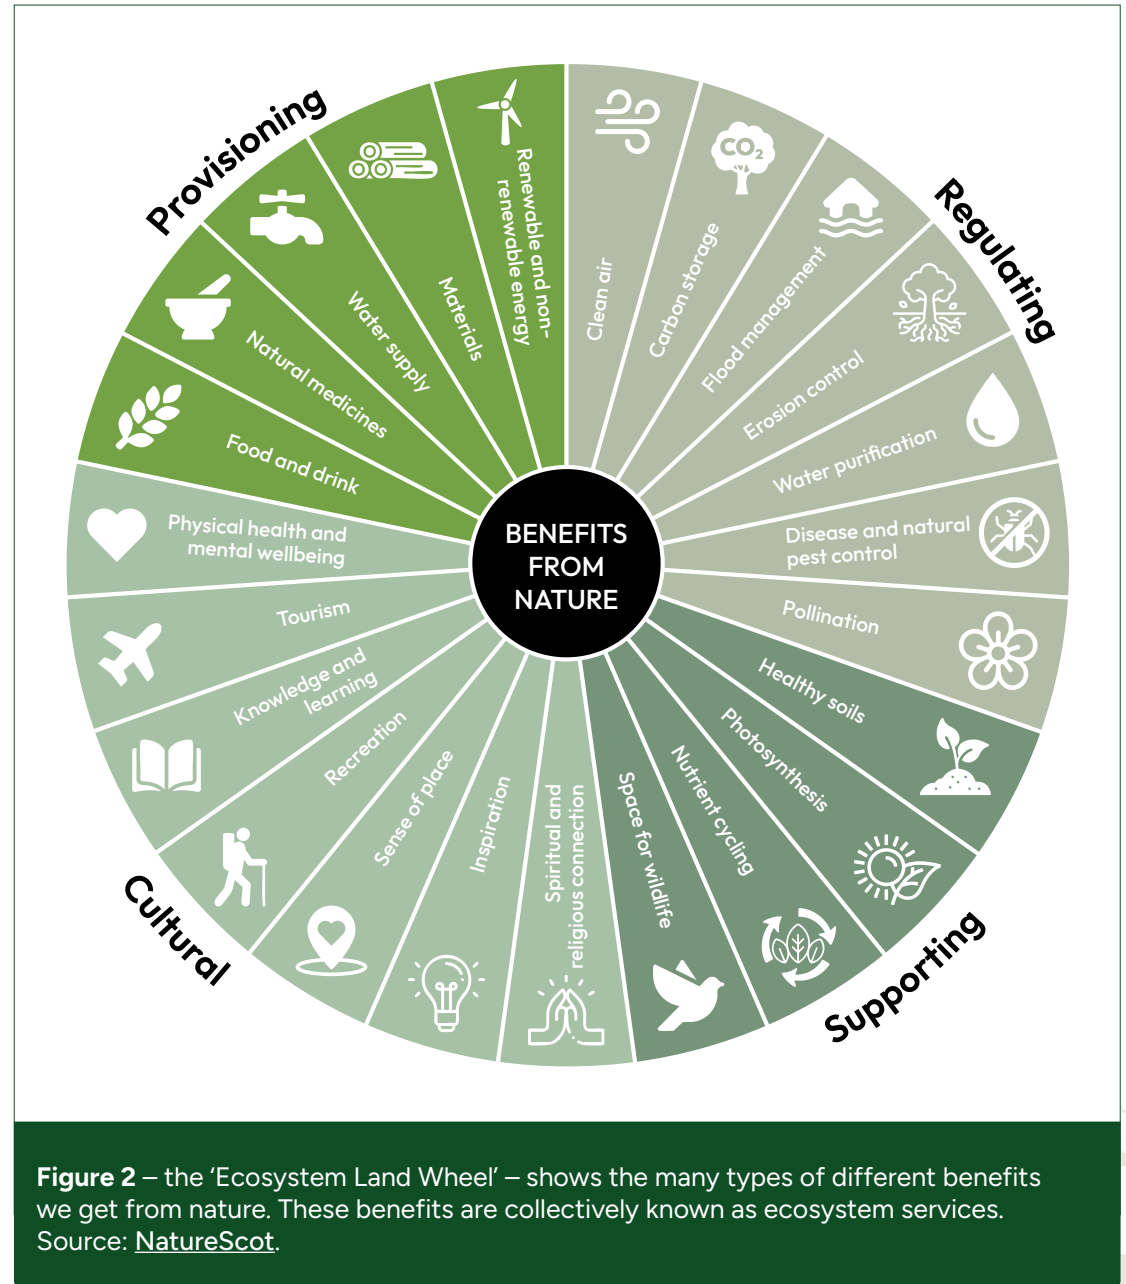 Provisioning
Regulating
Cultural
Supporting
BENEFITS
FROM
NATURE
Clean air
CO₂
Carbon storage
Flood management
Erosion control
Water purification
Disease and natural
pest control
Pollination
Healthy soils
Photosynthesis
Nutrient cycling
Space for wildlife
Spiritual and
religious connection
Inspiration
Sense of place
Recreation
Knowledge and
learning
Tourism
Physical health and
mental wellbeing
Food and drink
Natural medicines
Water supply
Materials
Renewable and non-
renewable energy
Figure 2 – the ‘Ecosystem Land Wheel’ – shows the many types of different benefits
we get from nature. These benefits are collectively known as ecosystem services.
Source: NatureScot.